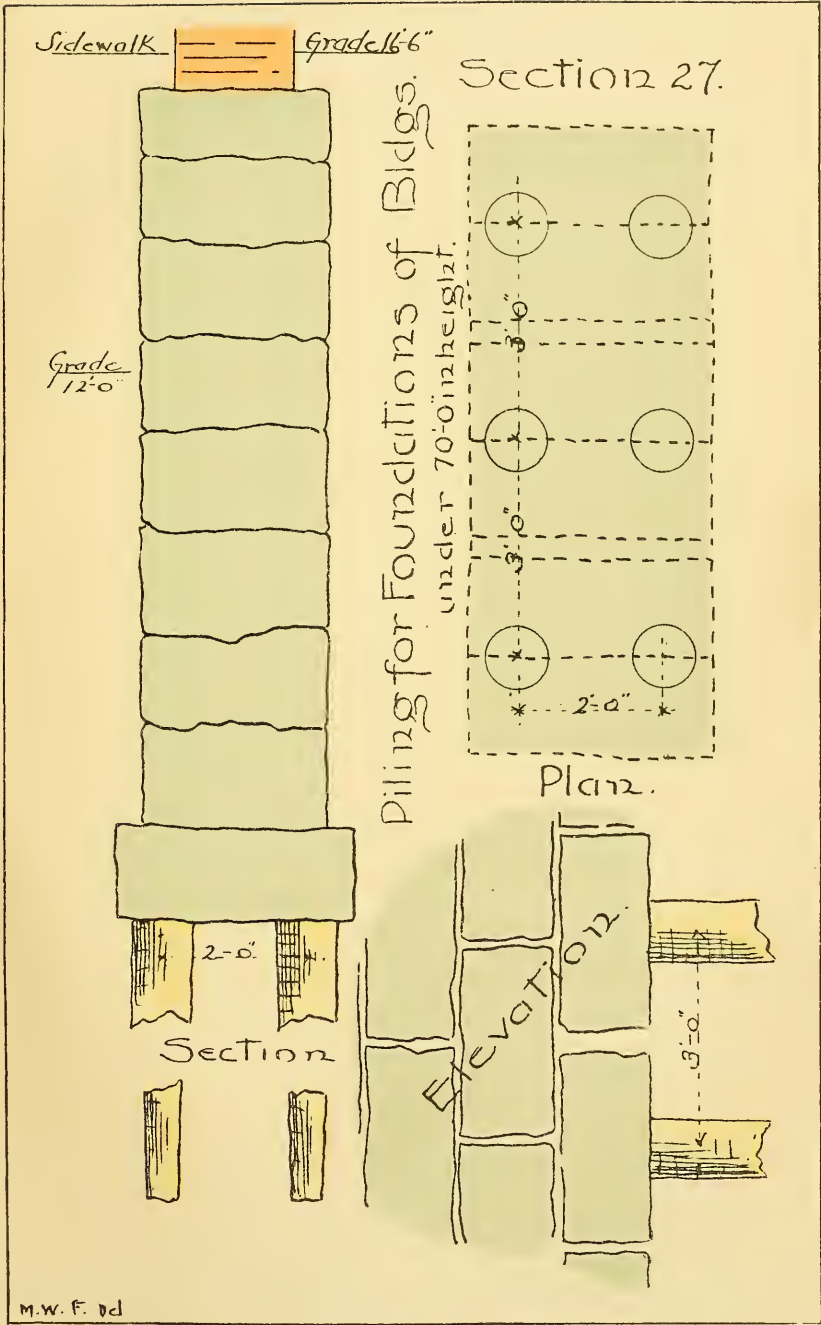 Sidewalk Grade 16'-6"
Section 27.
Pilling for Foundations of Bldgs.
under 70'-0" in height.
Grade
12'-0"
3'-0"
3'-0"
2'-0"
Plan.
2'-0"
Section
Elevation.
3'-0"
M.W.F. Del